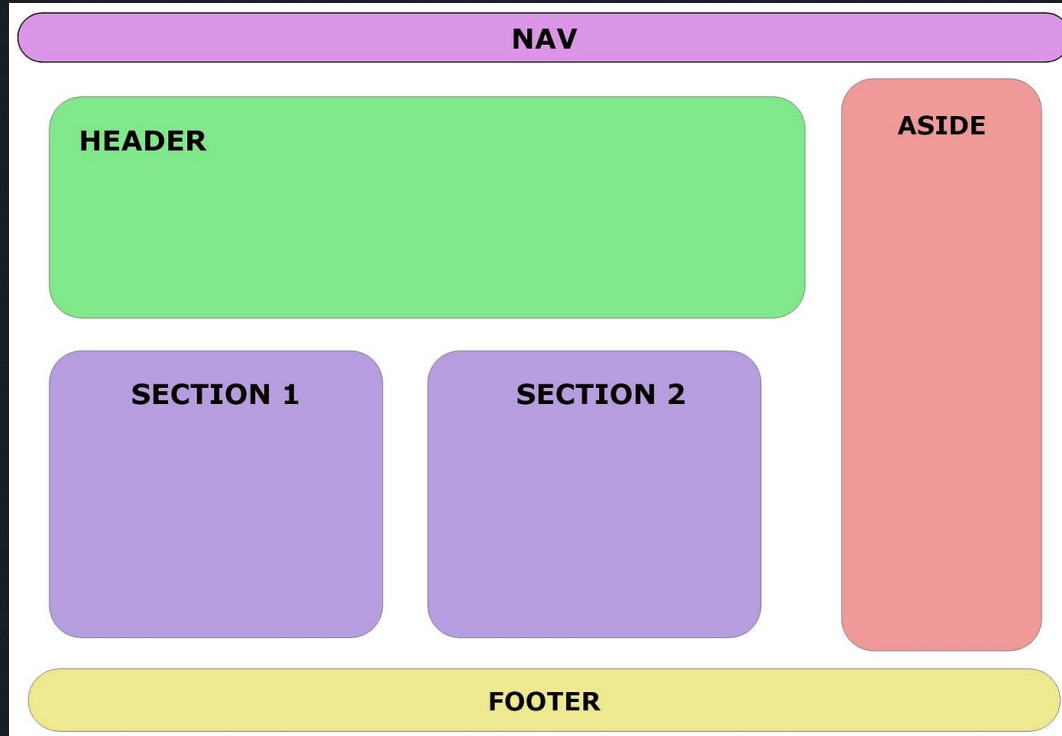 NAV
HEADER
ASIDE
SECTION 1
SECTION 2
FOOTER